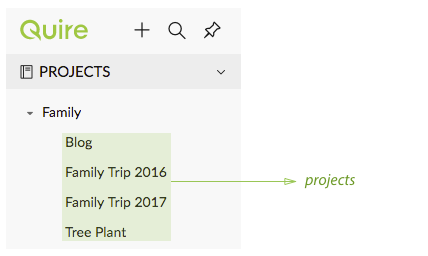 Quire
PROJECTS
Family
Blog
Family Trip 2016
projects
Family Trip 2017
Tree Plant